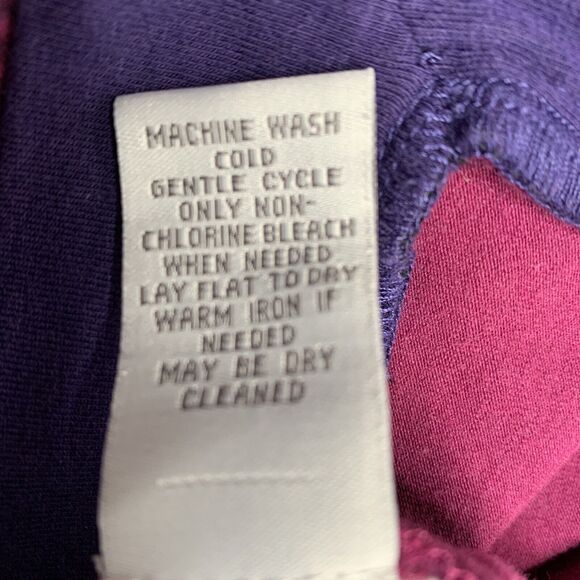 MACHINE WASH
COLD
GENTLE CYCLE
ONLY NON-
CHLORINE BLEACH
WHEN NEEDED
LAY FLAT TO DRY
WARM IRON IF
NEEDED
MAY BE DRY
CLEANED